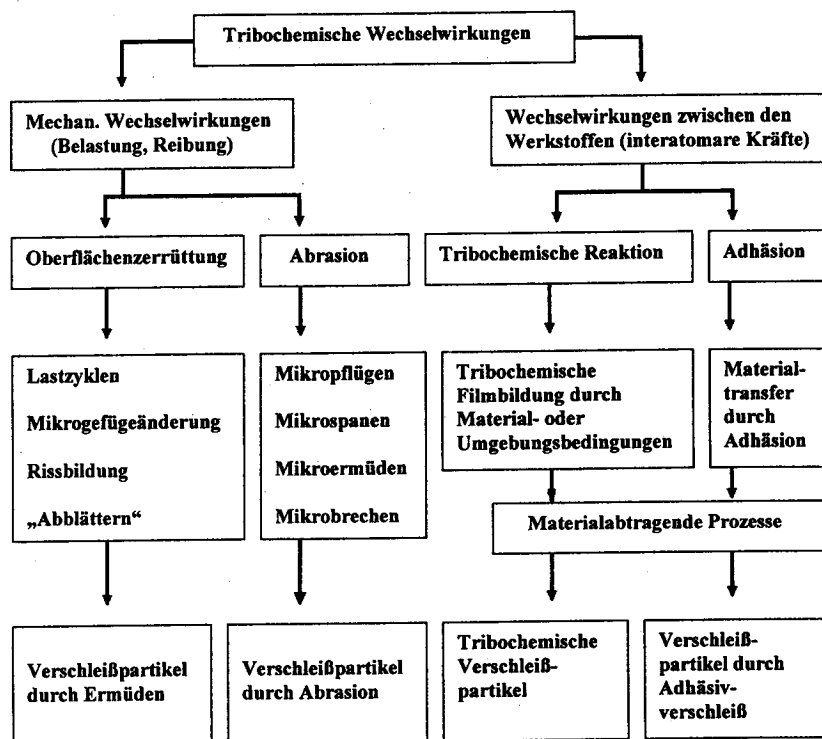 Tribochemische Wechselwirkungen
Mechan. Wechselwirkungen
(Belastung, Reibung)
Wechselwirkungen zwischen den
Werkstoffen (interatomare Kräfte)
Oberflächenzerrüttung
Abrasion
Tribochemische Reaktion
Adhäsion
Lastzyklen
Mikrogefügeänderung
Rissbildung
„Abblättern“
Mikropflügen
Mikrospanen
Mikroermüden
Mikrobrechen
Tribochemische
Filmbildung durch
Material- oder
Umgebungsbedingungen
Material-
transfer
durch
Adhäsion
Materialabtragende Prozesse
Verschleißpartikel
durch Ermüden
Verschleißpartikel
durch Abrasion
Tribochemische
Verschleiß-
partikel
Verschleiß-
partikel durch
Adhäsiv-
verschleiß